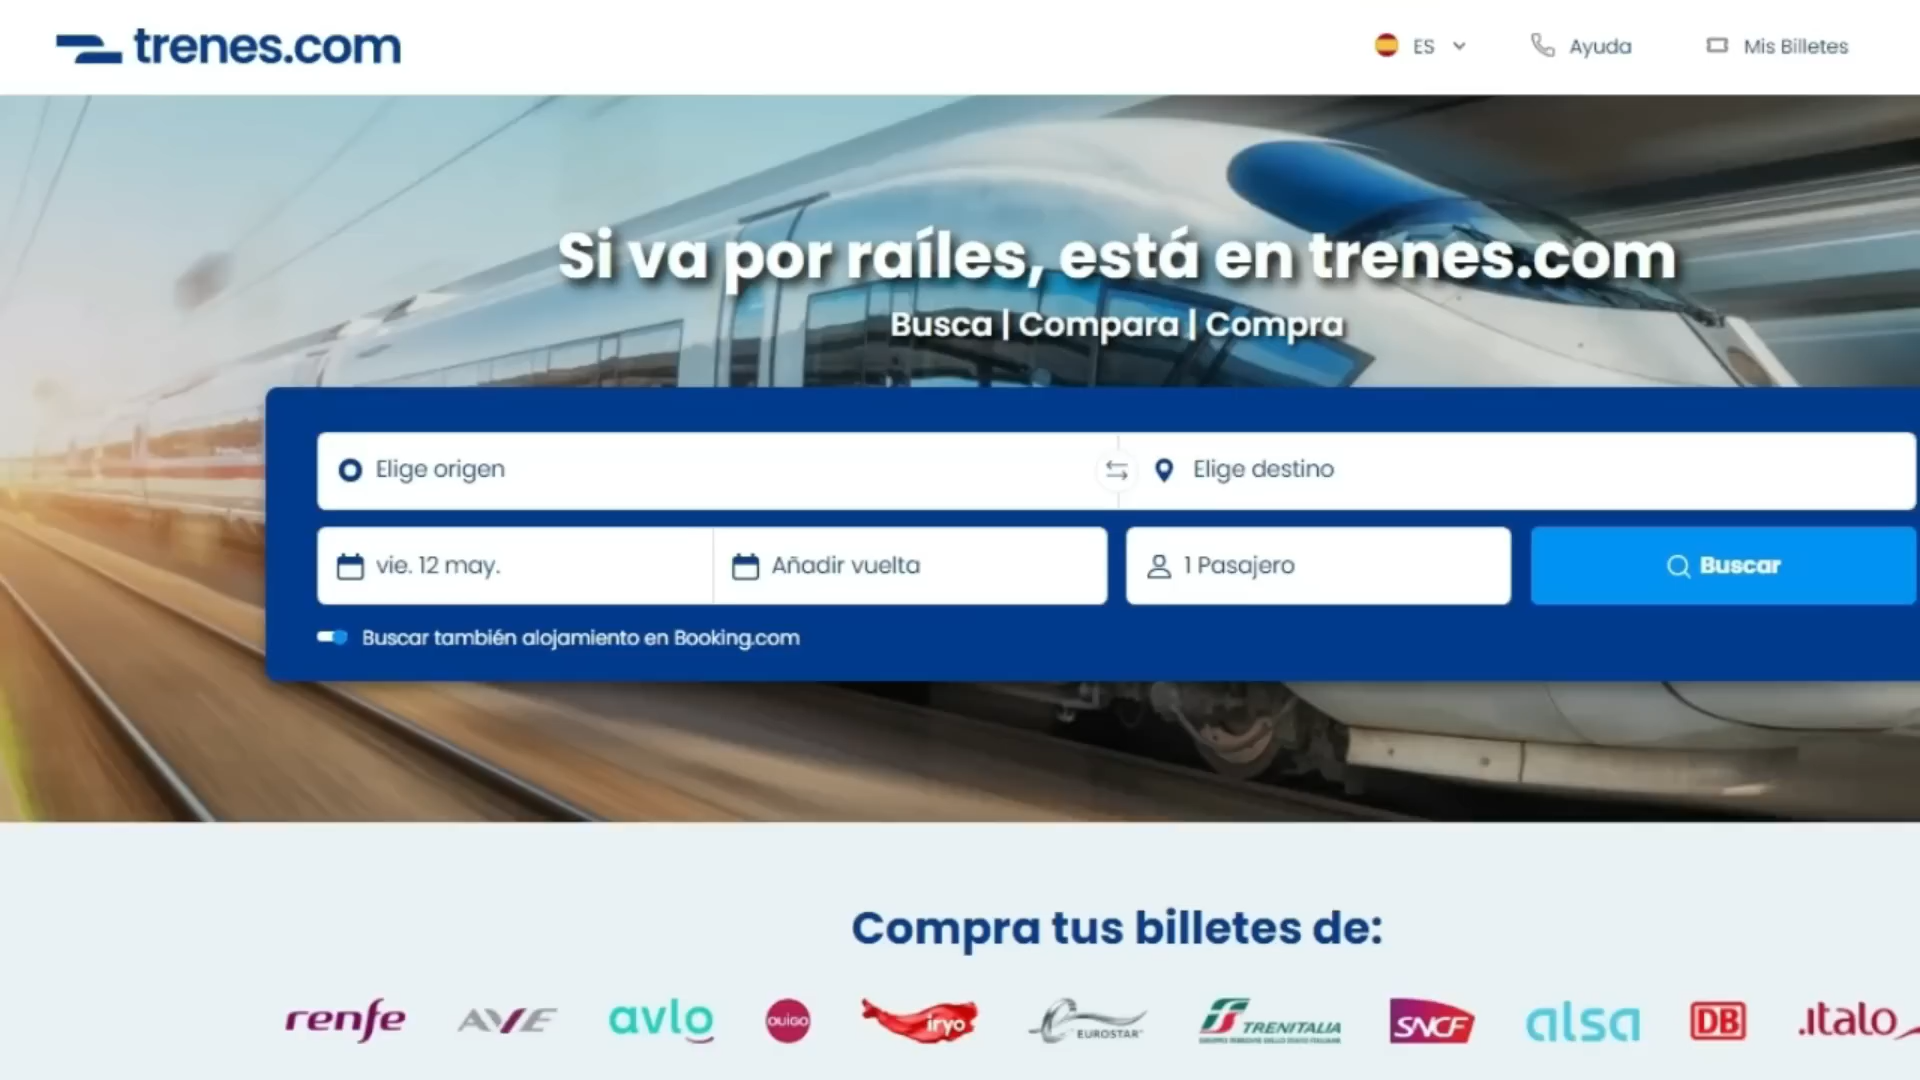 trenes.com
ES
Ayuda
Mis Billetes
Si va por raíles, está en trenes.com
Busca | Compara | Compra
Elige origen
Elige destino
vie. 12 may.
Añadir vuelta
1 Pasajero
Buscar
Buscar también alojamiento en Booking.com
Compra tus billetes de:
renfe
AVE
avlo
OUIGO
iryo
EUROSTAR
TRENITALIA
SNCF
alsa
DB
.italo